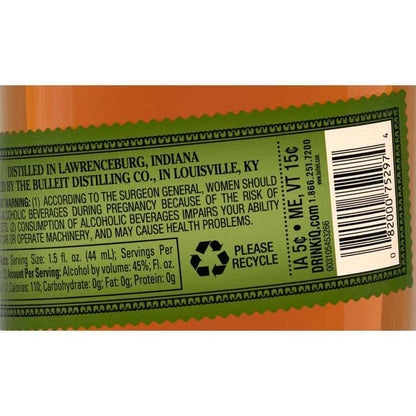 DISTILLED IN LAWRENCEBURG, INDIANA
BY THE BULLEIT DISTILLING CO., IN LOUISVILLE, KY
WARNING: (1) ACCORDING TO THE SURGEON GENERAL, WOMEN SHOULD
ALCOHOLIC BEVERAGES DURING PREGNANCY BECAUSE OF THE RISK OF
(2) CONSUMPTION OF ALCOHOLIC BEVERAGES IMPAIRS YOUR ABILITY
CAR OR OPERATE MACHINERY, AND MAY CAUSE HEALTH PROBLEMS.
Serving Size: 1.5 fl. oz. (44 mL); Servings Per
Amount Per Serving: Alcohol by volume: 45%; Fl. oz.
Calories: 110; Carbohydrate: 0g; Fat: 0g; Protein: 0g
PLEASE
RECYCLE
IA 5¢ • ME, VT 15¢
DRINKiQ.com 1.866.251.7200
0 82000 75297 4